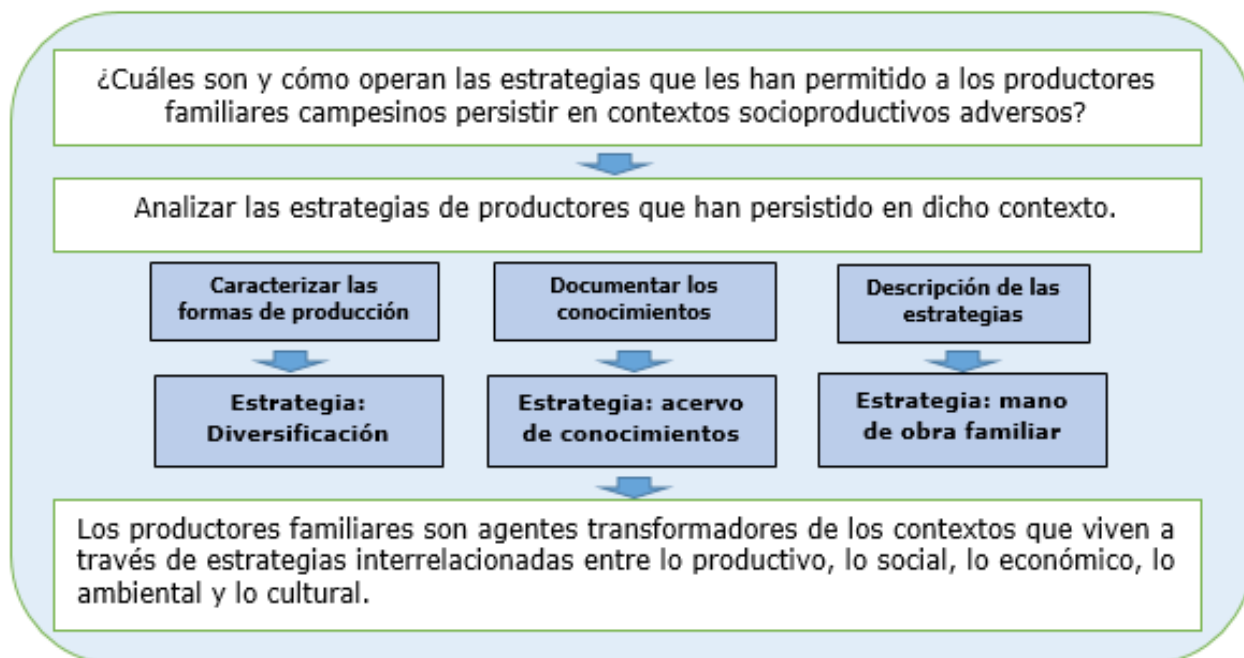 ¿Cuáles son y cómo operan las estrategias que les han permitido a los productores
familiares campesinos persistir en contextos socioproductivos adversos?
Analizar las estrategias de productores que han persistido en dicho contexto.
Caracterizar las
formas de producción
Documentar los
conocimientos
Descripción de las
estrategias
Estrategia:
Diversificación
Estrategia: acervo
de conocimientos
Estrategia: mano
de obra familiar
Los productores familiares son agentes transformadores de los contextos que viven a
través de estrategias interrelacionadas entre lo productivo, lo social, lo económico, lo
ambiental y lo cultural.